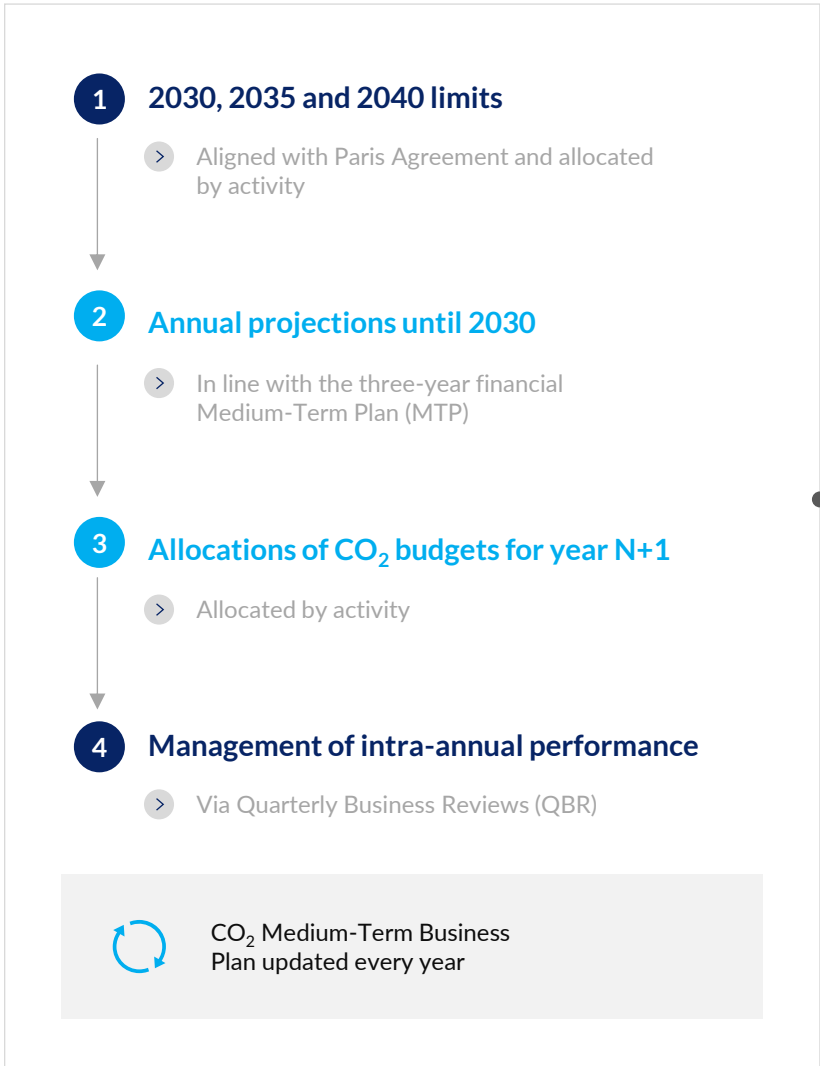 1
2030, 2035 and 2040 limits
Aligned with Paris Agreement and allocated
by activity
2
Annual projections until 2030
In line with the three-year financial
Medium-Term Plan (MTP)
3
Allocations of CO₂ budgets for year N+1
Allocated by activity
4
Management of intra-annual performance
Via Quarterly Business Reviews (QBR)
CO₂ Medium-Term Business
Plan updated every year